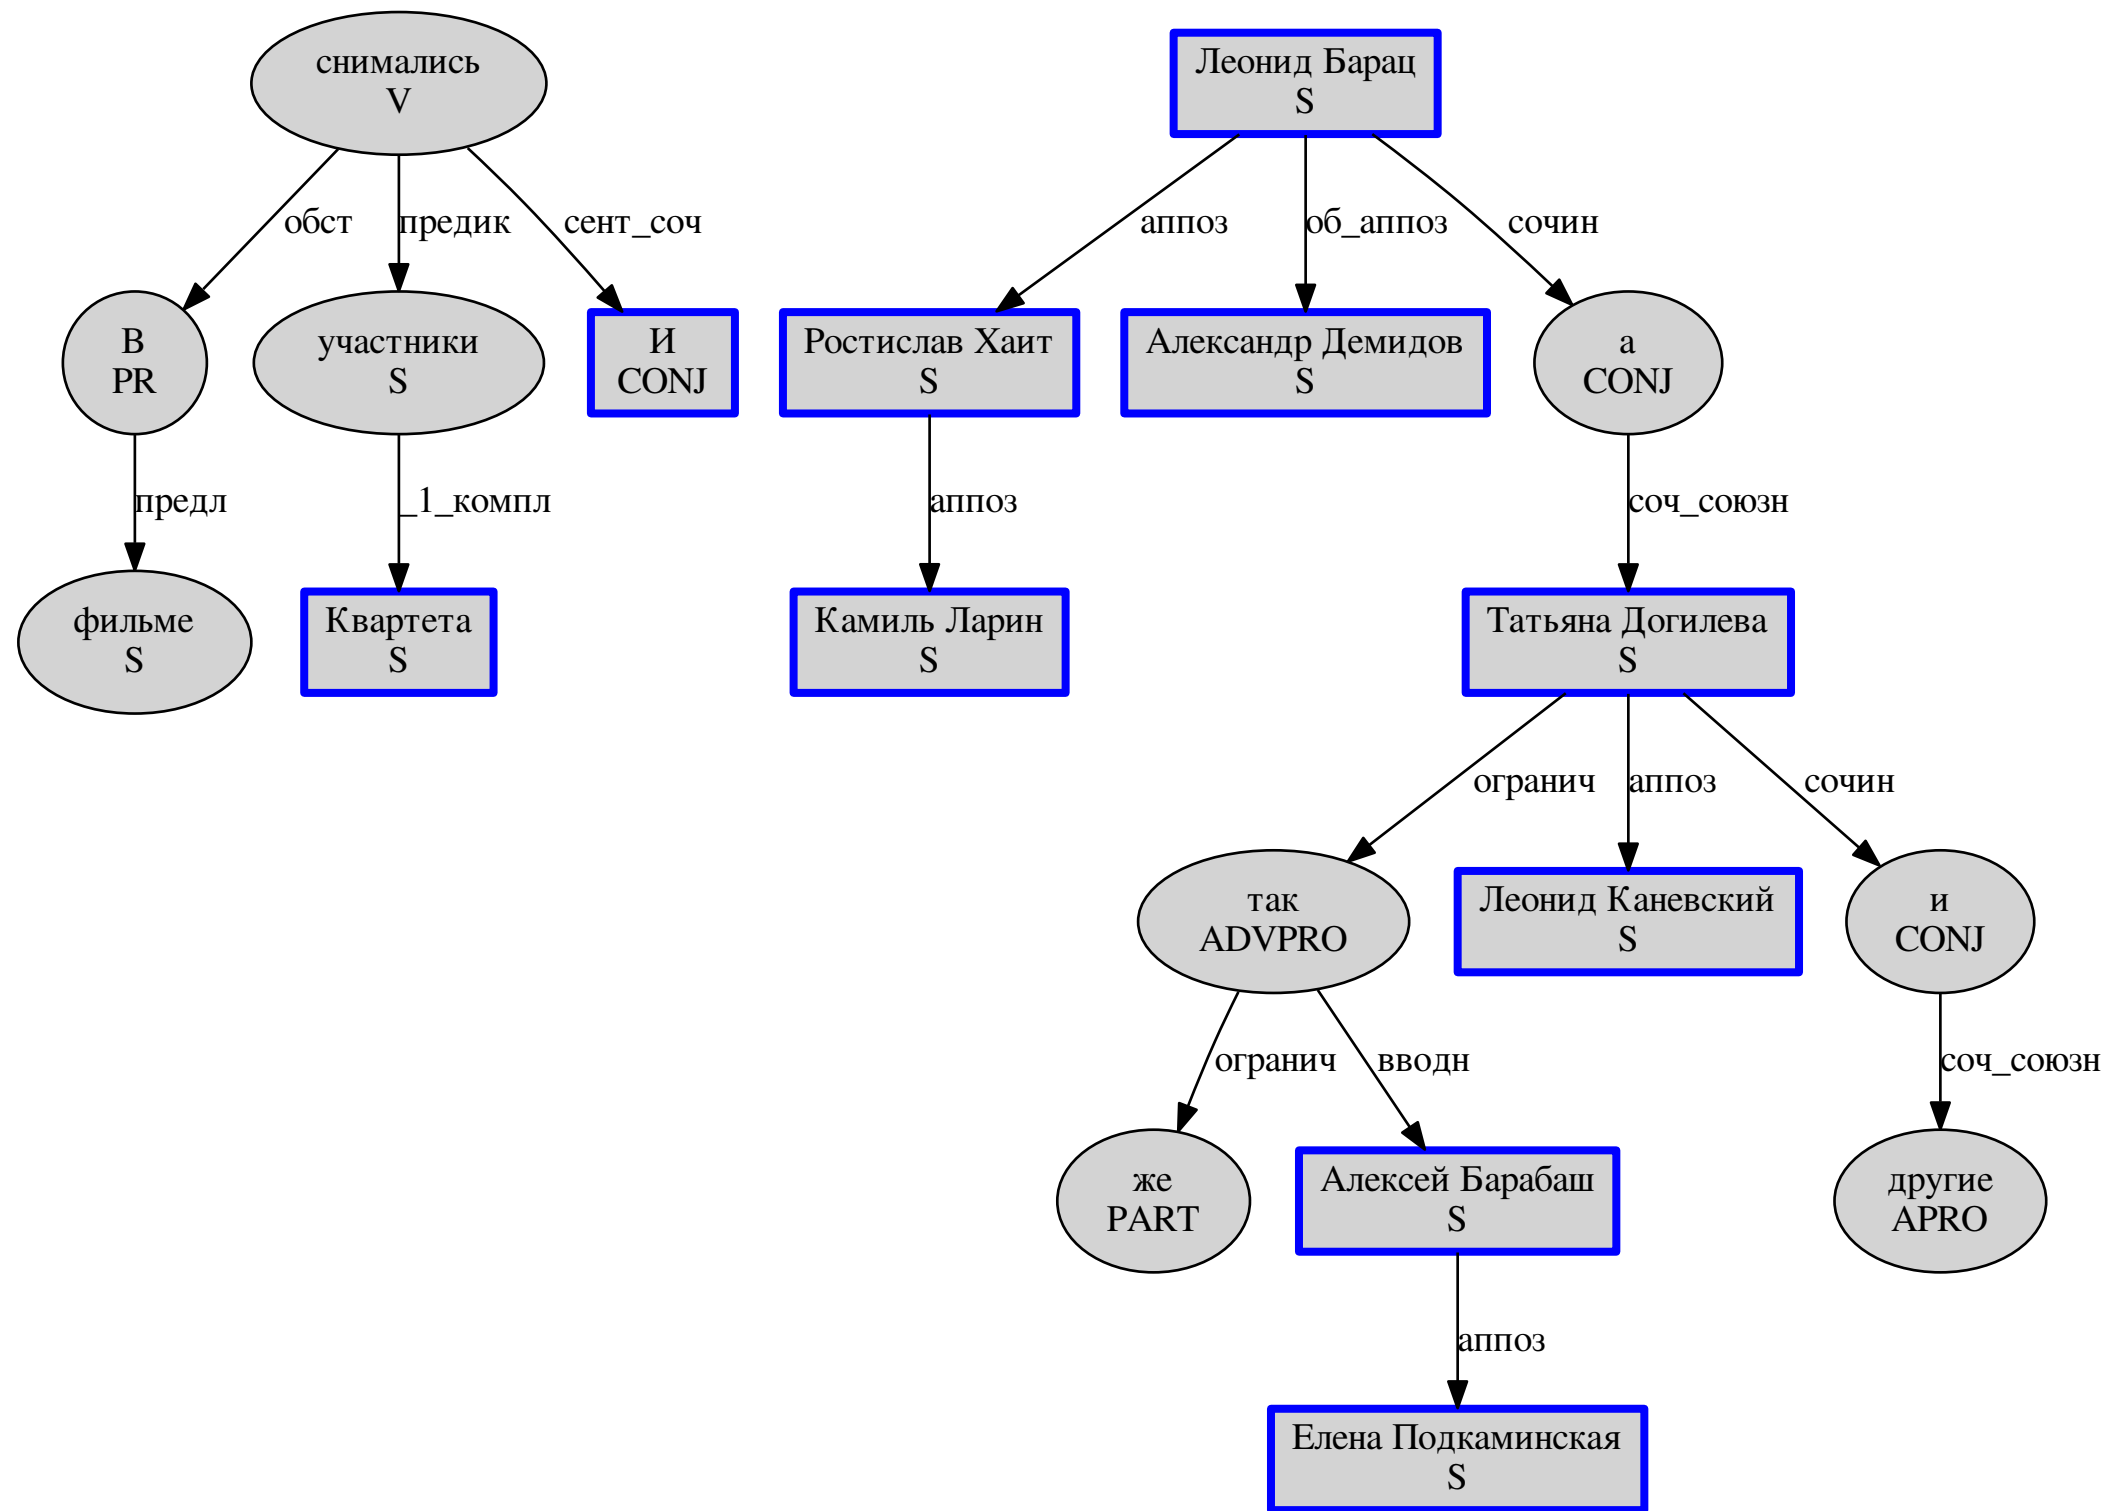 снимались
V
Леонид Барац
S
обст
предик
сент_соч
аппоз
об_аппоз
сочин
В
PR
участники
S
И
CONJ
Ростислав Хаит
S
Александр Демидов
S
а
CONJ
предл
_1_компл
аппоз
соч_союзн
фильме
S
Квартета
S
Камиль Ларин
S
Татьяна Догилева
S
огранич
аппоз
сочин
так
ADVPRO
Леонид Каневский
S
и
CONJ
огранич
вводн
соч_союзн
же
PART
Алексей Барабаш
S
другие
APRO
аппоз
Елена Подкаминская
S